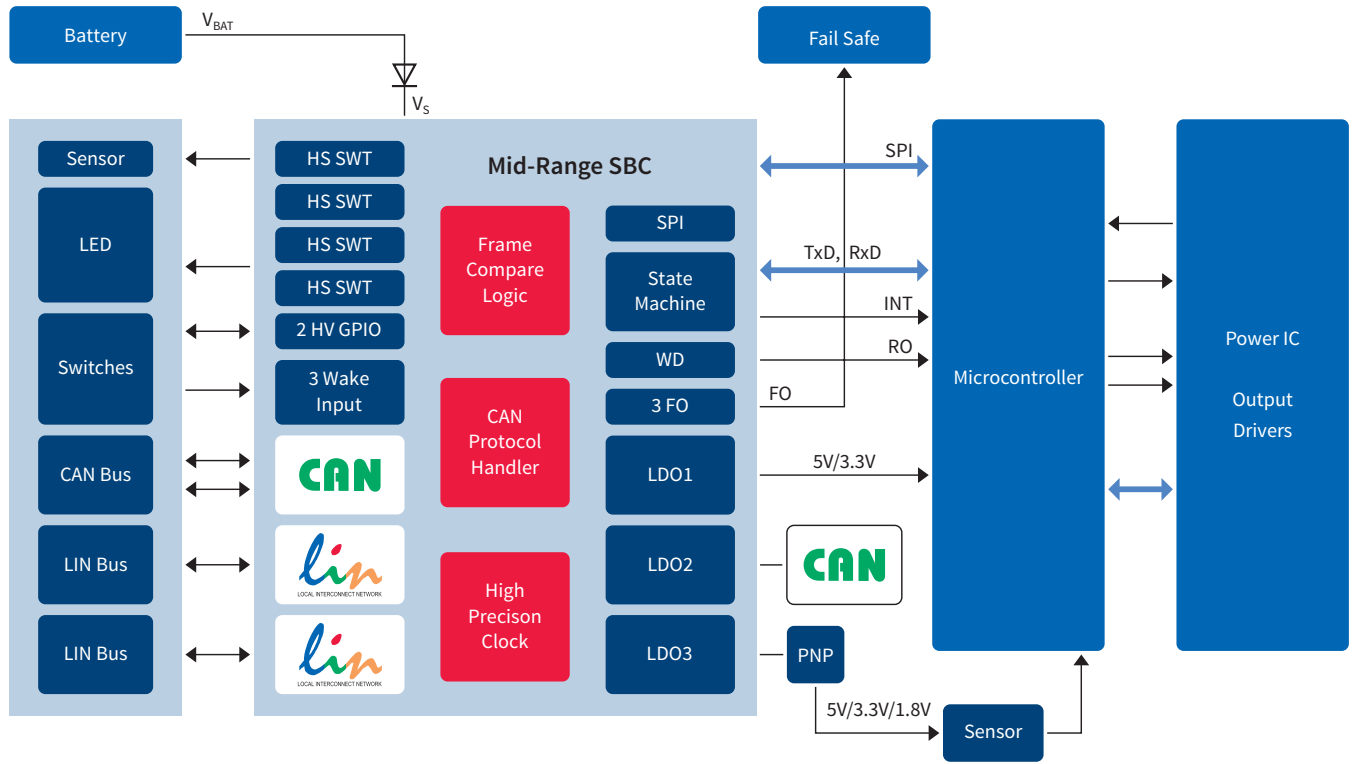 Battery
VBAT
Fail Safe
VS
Sensor
LED
Switches
CAN Bus
LIN Bus
LIN Bus
Mid-Range SBC
HS SWT
HS SWT
HS SWT
HS SWT
2 HV GPIO
3 Wake
Input
CAN
lin
LOCAL INTERCONNECT NETWORK
lin
LOCAL INTERCONNECT NETWORK
Frame
Compare
Logic
CAN
Protocol
Handler
High
Precison
Clock
SPI
State
Machine
WD
3 FO
LDO1
LDO2
LDO3
SPI
TxD, RxD
INT
RO
FO
5V/3.3V
CAN
PNP
5V/3.3V/1.8V
Sensor
Microcontroller
Power IC
Output
Drivers